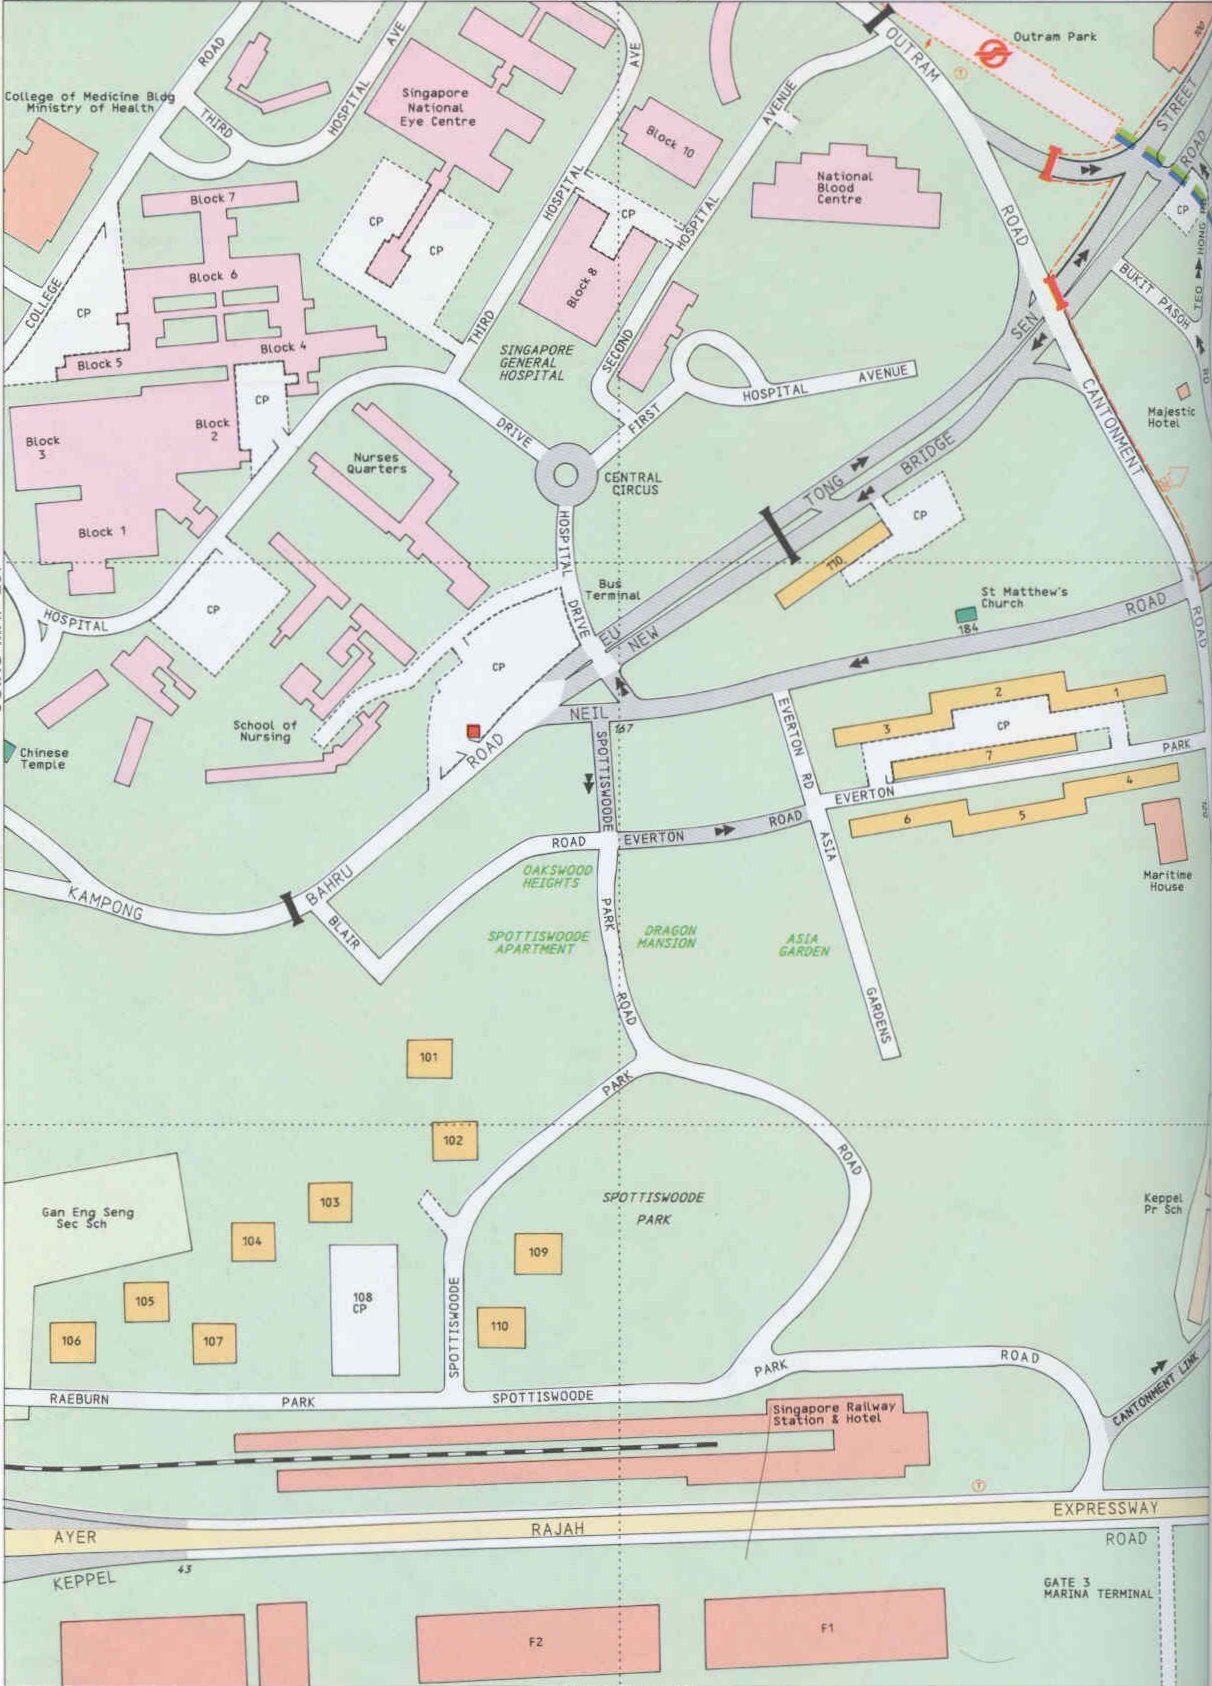 Outram Park
OUTRAM
ROAD
AVE
HOSPITAL
AVE
College of Medicine Bldg
Ministry of Health
THIRD
Singapore
National
Eye Centre
AVENUE
STREET
Block 10
ROAD
Block 7
National
Blood
Centre
HOSPITAL
CP
CP
CP
HOSPITAL
ROAD
CP
TEO HONG
RD
Block 6
Block 8
BUKIT PASOH
COLLEGE
CP
THIRD
SECOND
SEN
Block 5
Block 4
SINGAPORE
GENERAL
HOSPITAL
HOSPITAL
AVENUE
CP
FIRST
CANTONMENT
Majestic
Hotel
Block
3
Block
2
DRIVE
Nurses
Quarters
CENTRAL
CIRCUS
BRIDGE
TONG
CP
Block 1
HOSPITAL
110
Bus
Terminal
St Matthew's
Church
184
ROAD
ROAD
HOSPITAL
CP
DRIVE
EU
NEW
CP
2
1
3
CP
7
NEIL
167
EVERTON
RD
School of
Nursing
ROAD
SPOTTISWOODE
Chinese
Temple
PARK
EVERTON
4
5
6
ROAD
EVERTON
ROAD
ASIA
Maritime
House
OAKSWOOD
HEIGHTS
KAMPONG
BAHRU
BLAIR
PARK
SPOTTISWOODE
APARTMENT
DRAGON
MANSION
ASIA
GARDEN
ROAD
GARDENS
101
PARK
102
ROAD
Gan Eng Seng
Sec Sch
103
SPOTTISWOODE
PARK
Keppel
Pr Sch
104
109
105
108
CP
SPOTTISWOODE
106
107
110
PARK
ROAD
CANTONMENT LINK
RAEBURN
PARK
SPOTTISWOODE
Singapore Railway
Station & Hotel
EXPRESSWAY
AYER
RAJAH
ROAD
KEPPEL
43
GATE 3
MARINA TERMINAL
F2
F1